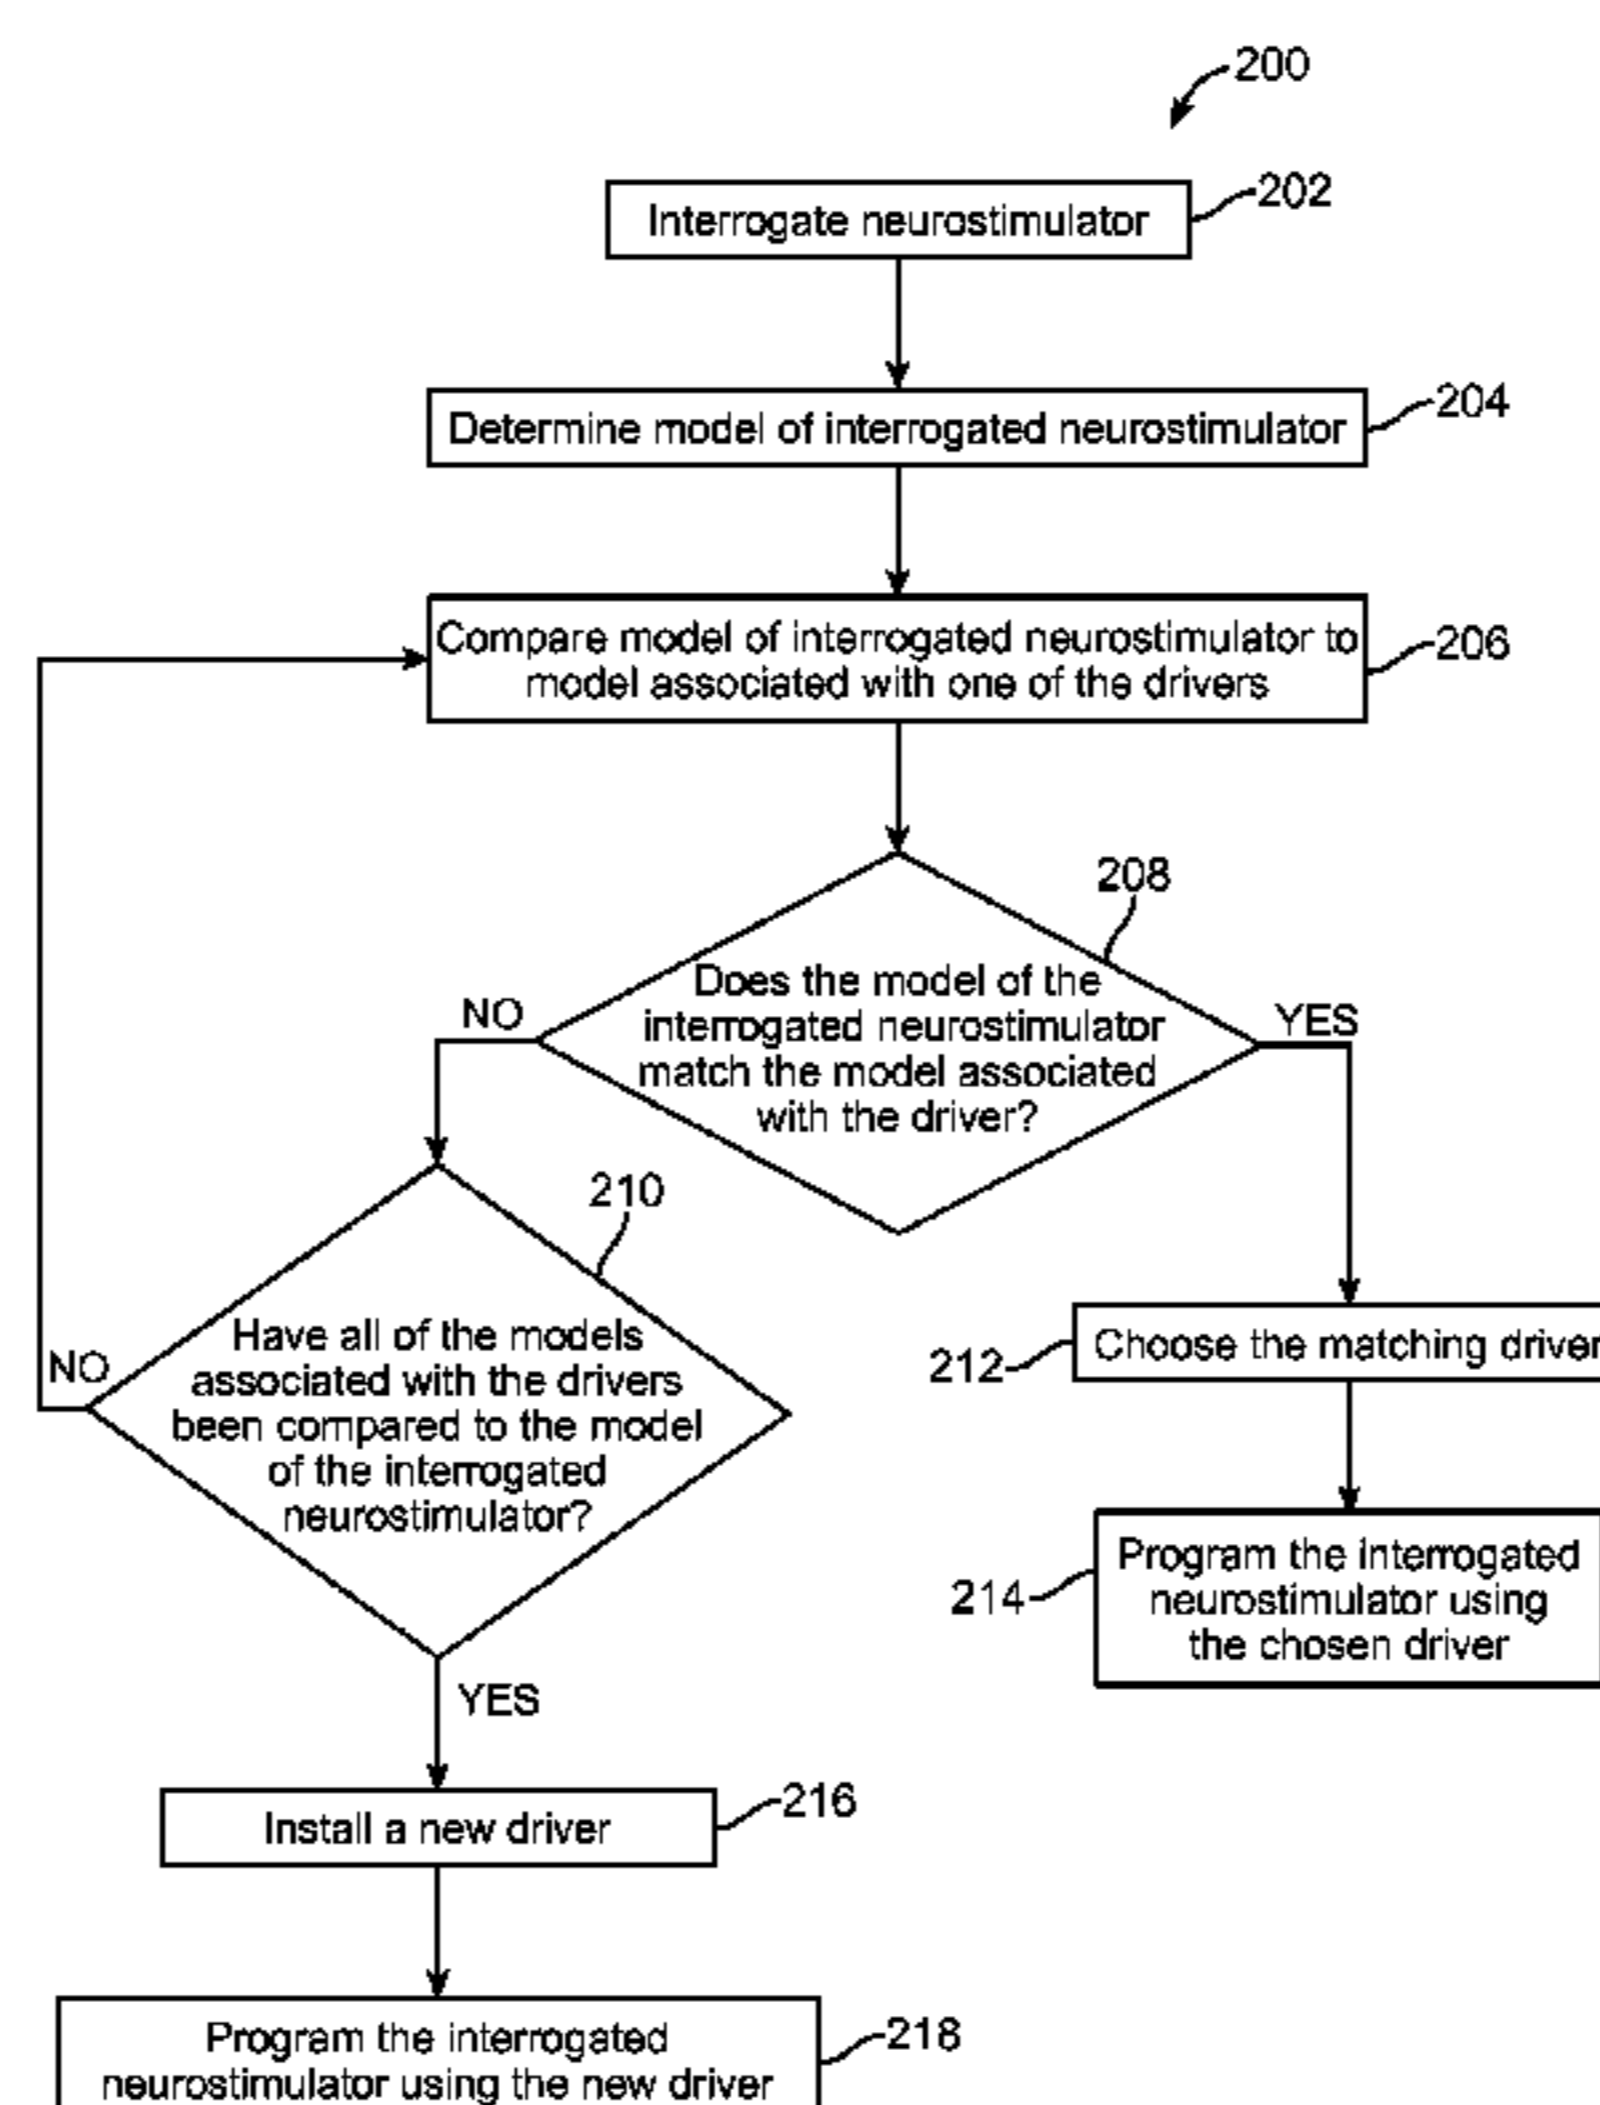 200
202
Interrogate neurostimulator
204
Determine model of interrogated neurostimulator
Compare model of interrogated neurostimulator to
206
model associated with one of the drivers
208
Does the model of the
NO
interrogated neurostimulator
YES
match the model associated
with the driver?
210
Have all of the models
NO
associated with the drivers
been compared to the model
of the interrogated
neurostimulator?
212
Choose the matching driver
Program the interrogated
214
neurostimulator using
the chosen driver
YES
216
Install a new driver
Program the interrogated
218
neurostimulator using the new driver